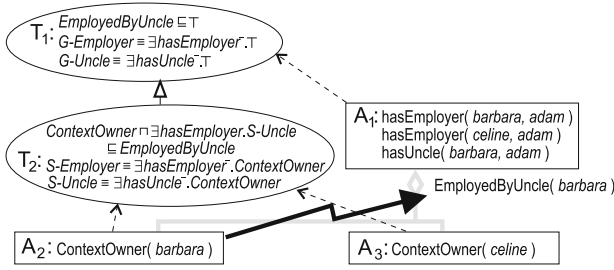 EmployedByUncle ⊑ ⊤
T₁: G-Employer ≡ ∃hasEmployer⁻.⊤
G-Uncle ≡ ∃hasUncle⁻.⊤
ContextOwner ⊓ ∃hasEmployer.S-Uncle
⊑ EmployedByUncle
T₂: S-Employer ≡ ∃hasEmployer⁻.ContextOwner
S-Uncle ≡ ∃hasUncle⁻.ContextOwner
A₁: hasEmployer( barbara, adam )
hasEmployer( celine, adam )
hasUncle( barbara, adam )
EmployedByUncle( barbara )
A₂: ContextOwner( barbara )
A₃: ContextOwner( celine )